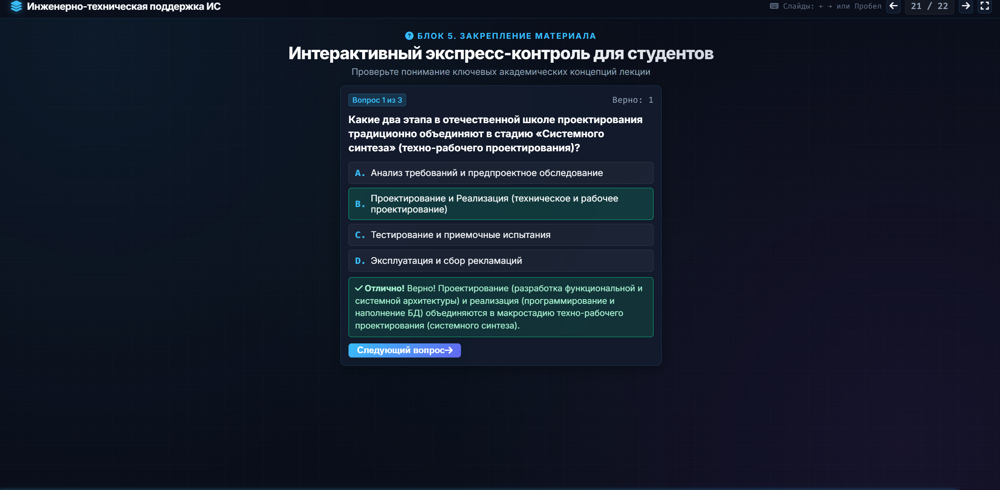 Инженерно-техническая поддержка ИС
Слайды: ← → или Пробел
21 / 22
БЛОК 5. ЗАКРЕПЛЕНИЕ МАТЕРИАЛА
Интерактивный экспресс-контроль для студентов
Проверьте понимание ключевых академических концепций лекции
Вопрос 1 из 3
Верно: 1
Какие два этапа в отечественной школе проектирования
традиционно объединяют в стадию «Системного
синтеза» (техно-рабочего проектирования)?
A. Анализ требований и предпроектное обследование
B. Проектирование и Реализация (техническое и рабочее
проектирование)
C. Тестирование и приемочные испытания
D. Эксплуатация и сбор рекламаций
Отлично! Верно! Проектирование (разработка функциональной и
системной архитектуры) и реализация (программирование и
наполнение БД) объединяются в макростадию техно-рабочего
проектирования (системного синтеза).
Следующий вопрос→